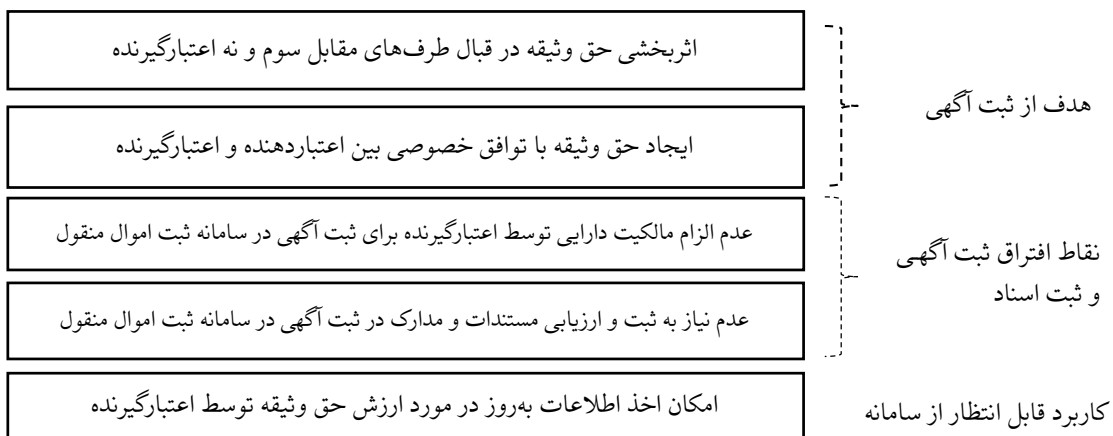 اثربخشی حق وثیقه در قبال طرف‌های مقابل سوم و نه اعتبارگیرنده
هدف از ثبت آگهی
ایجاد حق وثیقه با توافق خصوصی بین اعتباردهنده و اعتبارگیرنده
عدم الزام مالکیت دارایی توسط اعتبارگیرنده برای ثبت آگهی در سامانه ثبت اموال منقول
نقاط افتراق ثبت آگهی
و ثبت اسناد
عدم نیاز به ثبت و ارزیابی مستندات و مدارک در ثبت آگهی در سامانه ثبت اموال منقول
امکان اخذ اطلاعات به‌روز در مورد ارزش حق وثیقه توسط اعتبارگیرنده
کاربرد قابل انتظار از سامانه